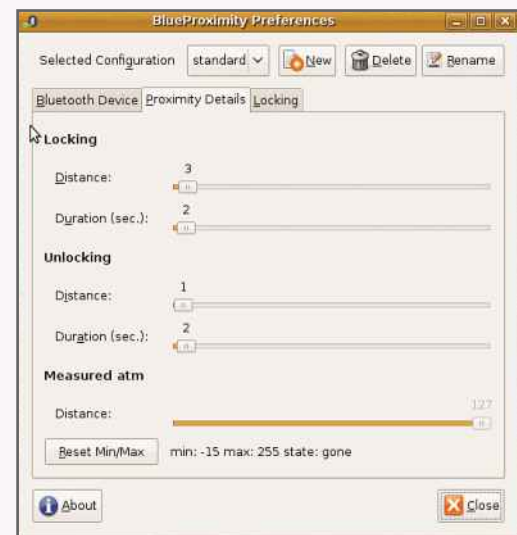 BlueProximity Preferences
Selected Configuration standard New Delete Rename
Bluetooth Device Proximity Details Locking
Locking
3
Distance:
2
Duration (sec.):
Unlocking
1
Distance:
2
Duration (sec.):
Measured atm
127
Distance:
Reset Min/Max min: -15 max: 255 state: gone
About Close